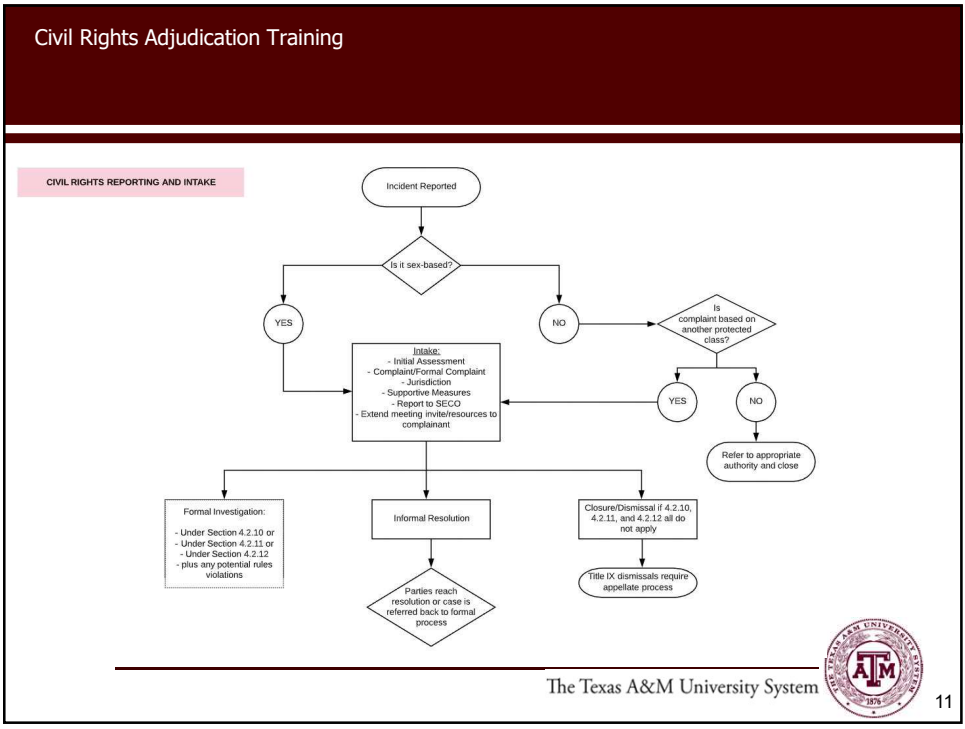 Civil Rights Adjudication Training
CIVIL RIGHTS REPORTING AND INTAKE
Incident Reported
Is it sex-based?
YES
NO
Is
complaint based on
another protected
class?
Intake:
- Initial Assessment
- Complaint/Formal Complaint
- Jurisdiction
- Supportive Measures
- Report to SECO
- Extend meeting invite/resources to
complainant
YES
NO
Refer to appropriate
authority and close
Formal Investigation:
- Under Section 4.2.10 or
- Under Section 4.2.11 or
- Under Section 4.2.12
- plus any potential rules
violations
Informal Resolution
Closure/Dismissal if 4.2.10,
4.2.11, and 4.2.12 all do
not apply
Parties reach
resolution or case is
referred back to formal
process
Title IX dismissals require
appellate process
The Texas A&M University System
THE TEXAS A&M UNIVERSITY SYSTEM
ATM
1876
11